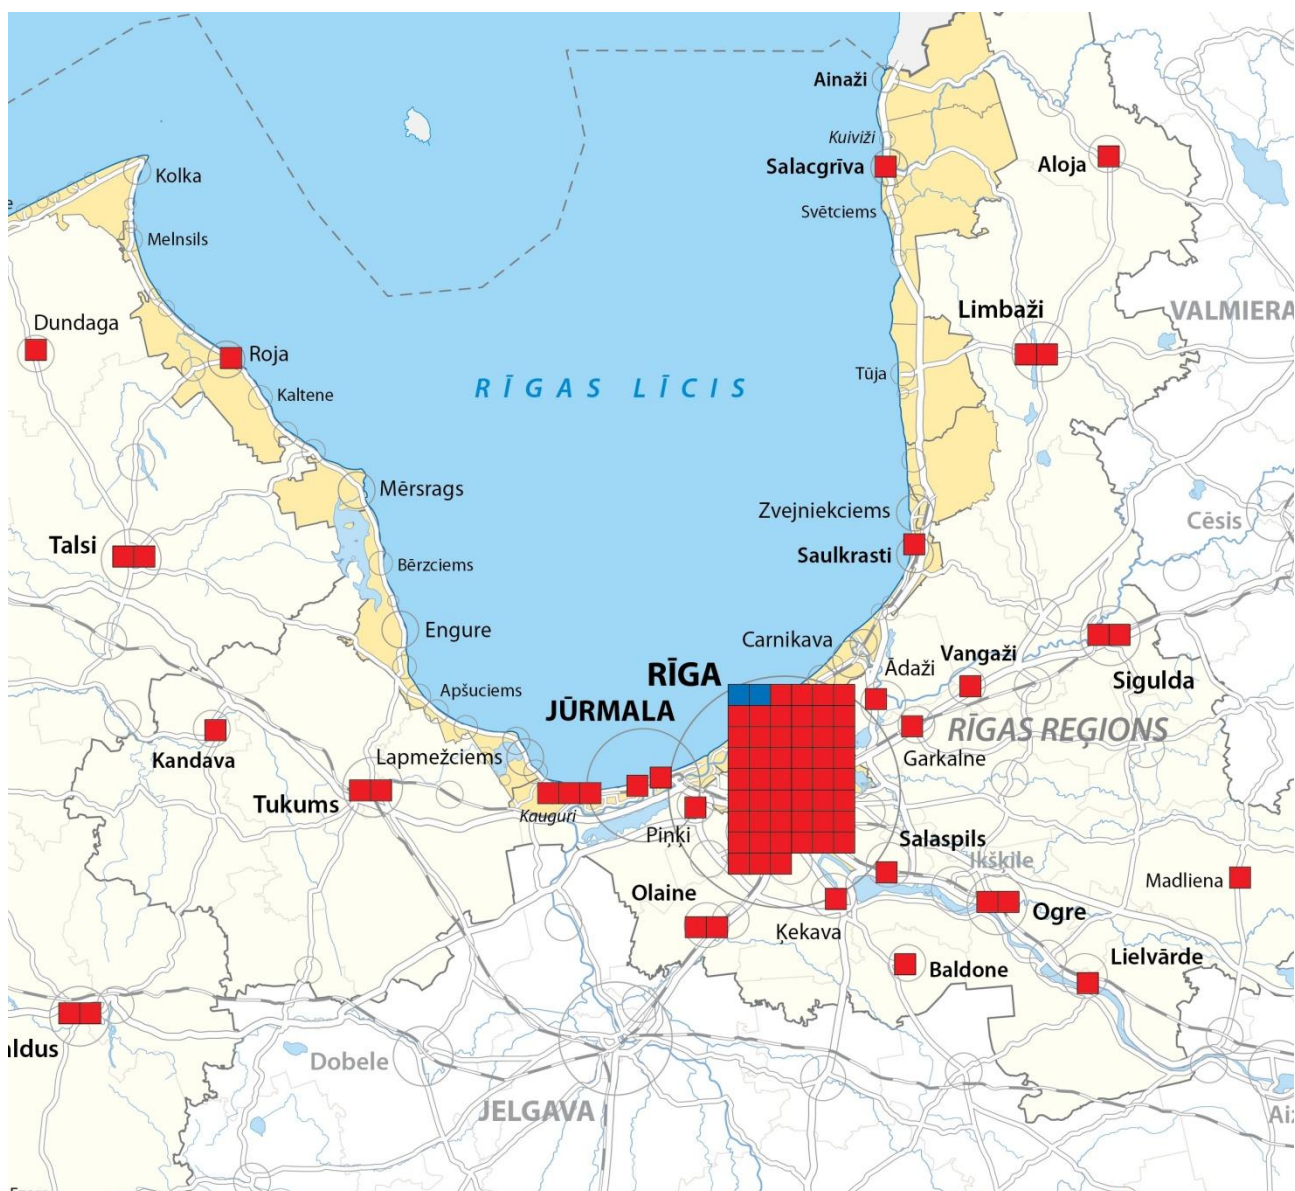 Ainaži
Kuiviži
Salacgrīva
Aloja
Kolka
Svētciems
Melnsils
Limbaži
VALMIERA
Dundaga
Roja
RĪGAS LĪCIS
Tūja
Kaltene
Mērsrags
Zvejniekciems
Cēsis
Talsi
Saulkrasti
Bērzciems
Engure
Carnikava
Vangaži
Ādaži
RĪGA
Sigulda
Apšuciems
JŪRMALA
RĪGAS REĢIONS
Kandava
Lapmežciems
Garkalne
Tukums
Kauguri
Piņķi
Salaspils
Ikšķile
Madliena
Olaine
Ogre
Ķekava
Lielvārde
Baldone
aldus
Dobele
JELGAVA
Aiz